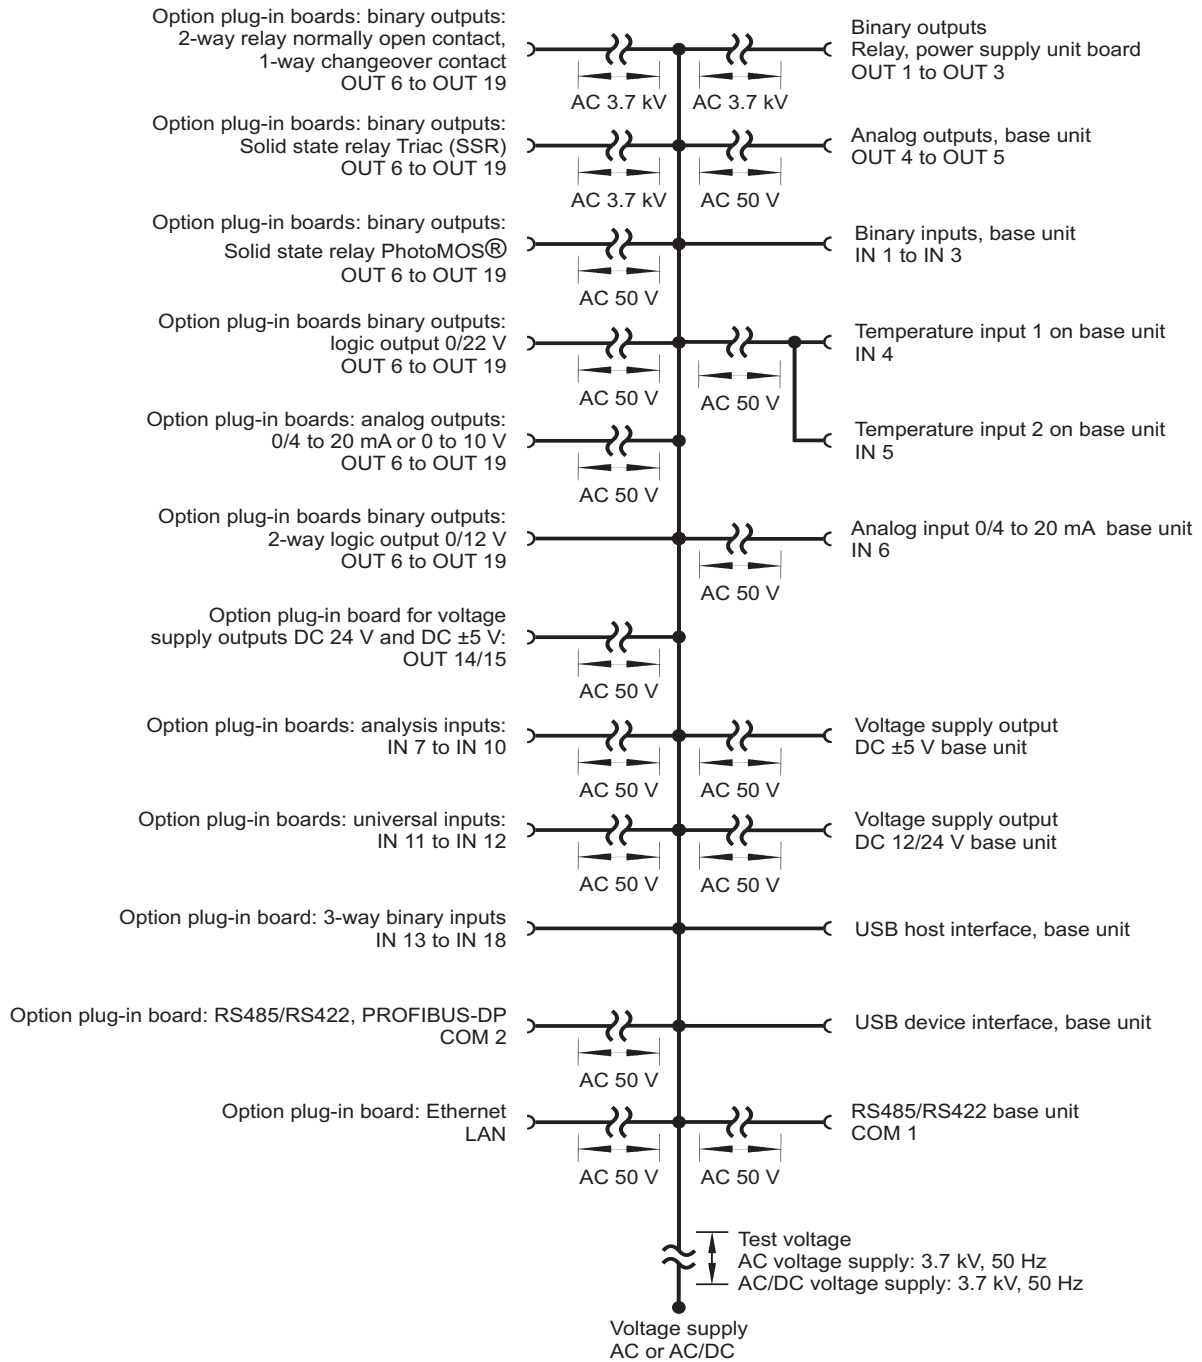 Option plug-in boards: binary outputs:
2-way relay normally open contact,
1-way changeover contact
OUT 6 to OUT 19
AC 3.7 kV
AC 3.7 kV
Binary outputs
Relay, power supply unit board
OUT 1 to OUT 3
Option plug-in boards: binary outputs:
Solid state relay Triac (SSR)
OUT 6 to OUT 19
AC 3.7 kV
AC 50 V
Analog outputs, base unit
OUT 4 to OUT 5
Option plug-in boards: binary outputs:
Solid state relay PhotoMOS®
OUT 6 to OUT 19
AC 50 V
Binary inputs, base unit
IN 1 to IN 3
Option plug-in boards binary outputs:
logic output 0/22 V
OUT 6 to OUT 19
AC 50 V
AC 50 V
Temperature input 1 on base unit
IN 4
Option plug-in boards: analog outputs:
0/4 to 20 mA or 0 to 10 V
OUT 6 to OUT 19
AC 50 V
Temperature input 2 on base unit
IN 5
Option plug-in boards binary outputs:
2-way logic output 0/12 V
OUT 6 to OUT 19
AC 50 V
Analog input 0/4 to 20 mA base unit
IN 6
Option plug-in board for voltage
supply outputs DC 24 V and DC ±5 V:
OUT 14/15
AC 50 V
Option plug-in boards: analysis inputs:
IN 7 to IN 10
AC 50 V
AC 50 V
Voltage supply output
DC ±5 V base unit
Option plug-in boards: universal inputs:
IN 11 to IN 12
AC 50 V
AC 50 V
Voltage supply output
DC 12/24 V base unit
Option plug-in board: 3-way binary inputs
IN 13 to IN 18
USB host interface, base unit
Option plug-in board: RS485/RS422, PROFIBUS-DP
COM 2
AC 50 V
USB device interface, base unit
Option plug-in board: Ethernet
LAN
AC 50 V
AC 50 V
RS485/RS422 base unit
COM 1
Test voltage
AC voltage supply: 3.7 kV, 50 Hz
AC/DC voltage supply: 3.7 kV, 50 Hz
Voltage supply
AC or AC/DC